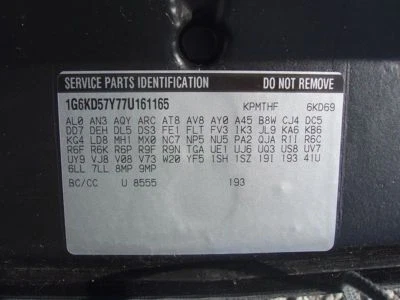 SERVICE PARTS IDENTIFICATION DO NOT REMOVE
1G6KD57Y77U161165 KPMTHF 6KD69
AL0 AN3 AQY ARC AT8 AV8 AY0 A45 B8W CJ4 DC5
DD7 DEH DL5 DS3 FE1 FLT FV3 IK3 JL9 KA6 KB6
KG4 LD8 MH1 MX0 NC7 NP5 NU5 PA2 QJA R1I R6C
R6F R6K R6P R9F R9N TGA UE1 UJ6 UQ3 US8 UV7
UY9 VJ8 V08 V73 W20 YF5 1SH 1SZ 19I 193 41U
6LL 7LL 8MP 9MP
BC/CC U 8555 193